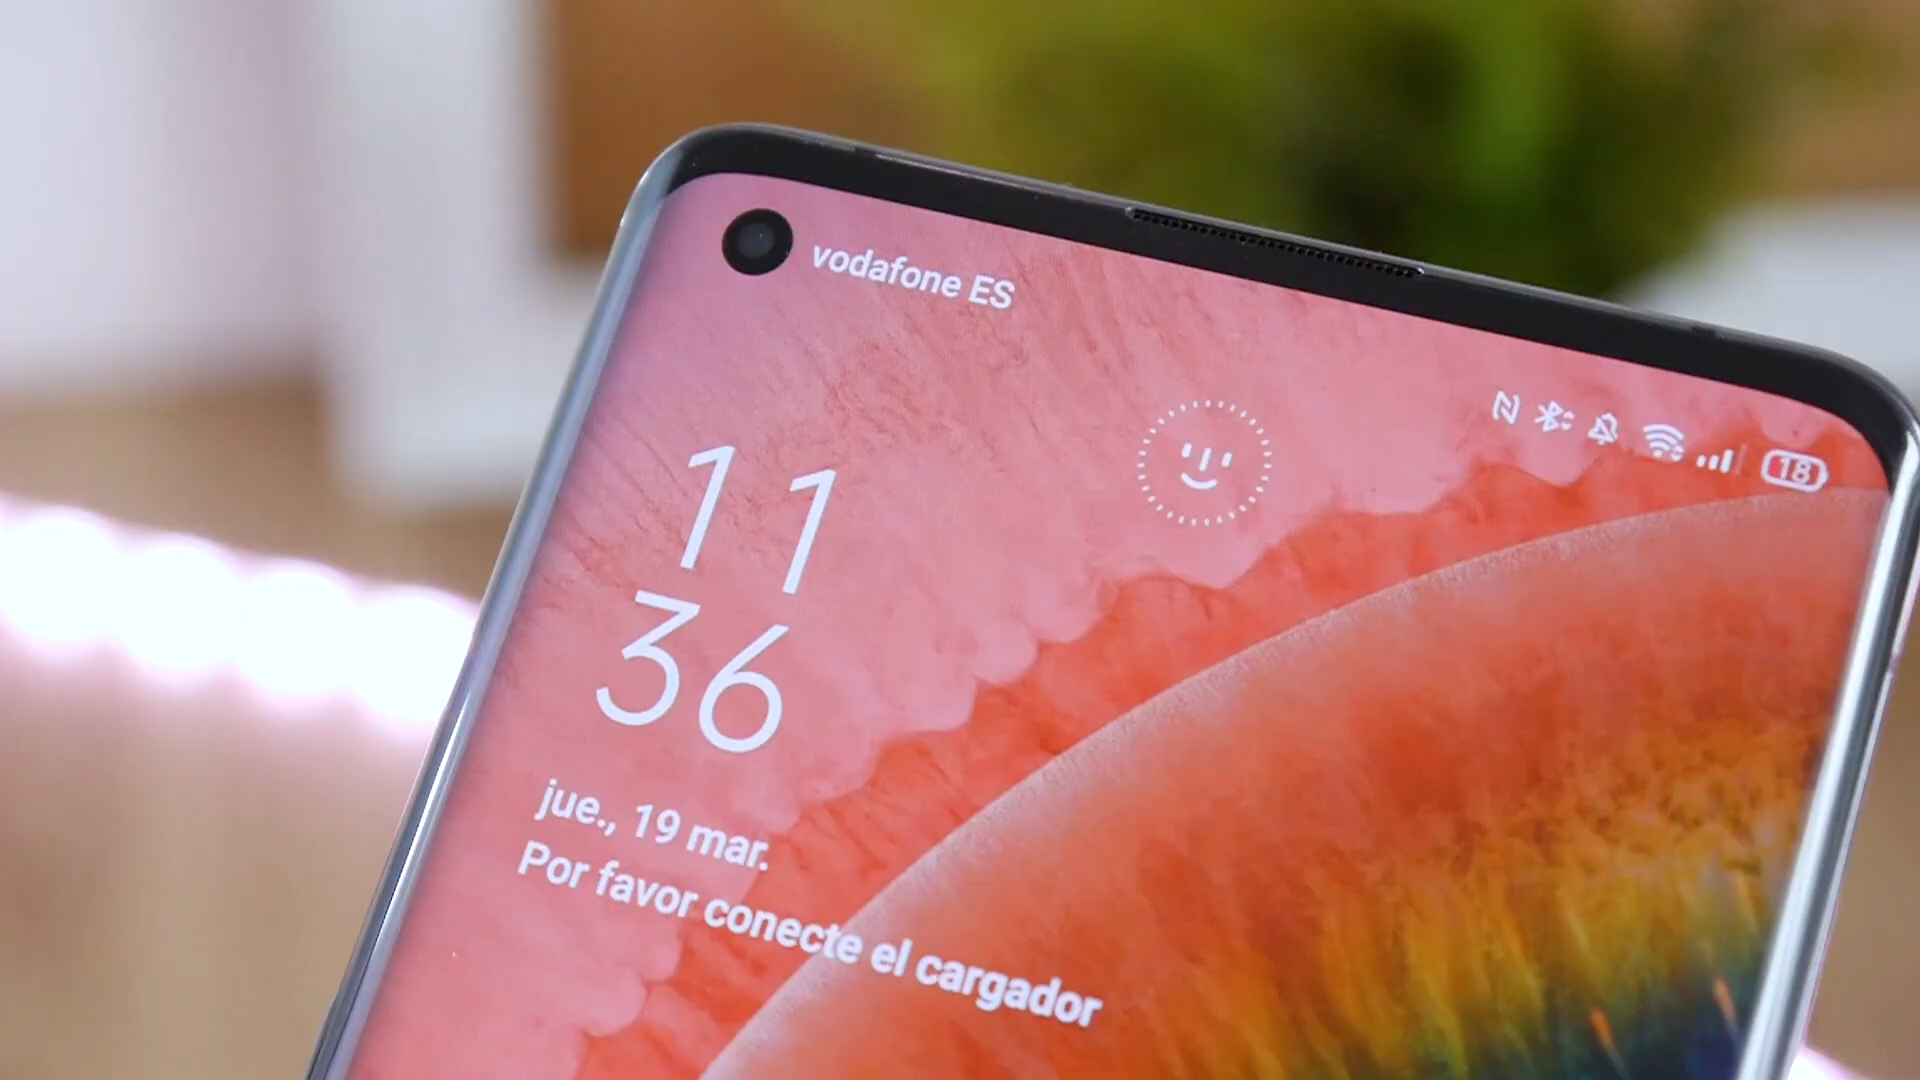 vodafone ES
18
11
36
jue., 19 mar.
Por favor conecte el cargador